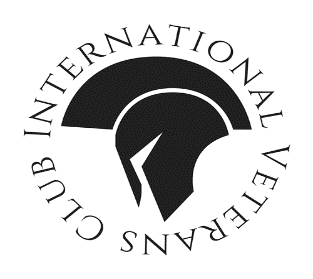 INTERNATIONAL VETERANS CLUB